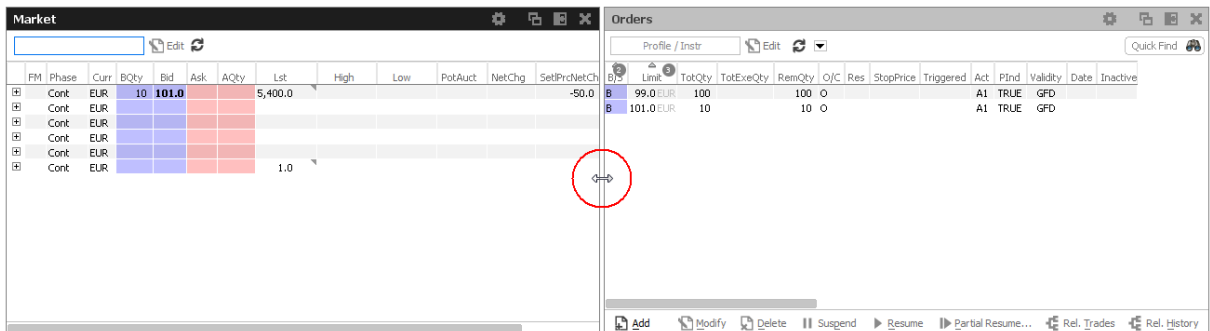 Market
Edit
FM Phase Curr BQty Bid Ask AQty Lst High Low PotAuct NetChg SetlPrcNetCh
Cont EUR 10 101.0 5,400.0 -50.0
Cont EUR
Cont EUR
Cont EUR
Cont EUR
Cont EUR 1.0
Orders
Profile / Instr Edit Quick Find
2 3
B/S Limit TotQty TotExeQty RemQty O/C Res StopPrice Triggered Act PInd Validity Date Inactive
B 99.0 EUR 100 100 O A1 TRUE GFD
B 101.0 EUR 10 10 O A1 TRUE GFD
Add Modify Delete Suspend Resume Partial Resume... Rel. Trades Rel. History